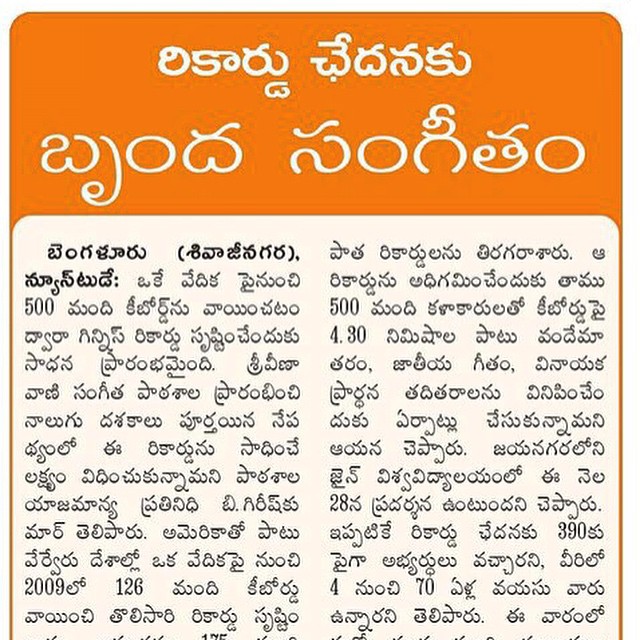 రికార్డు ఛేదనకు
బృంద సంగీతం
బెంగళూరు (శివాజీనగర),
న్యూస్‌టుడే: ఒకే వేదిక పైనుంచి
500 మంది కీబోర్డ్‌ను వాయించటం
ద్వారా గిన్నిస్ రికార్డు సృష్టించేందుకు
సాధన ప్రారంభమైంది. శ్రీవీణా
వాణి సంగీత పాఠశాల ప్రారంభించి
నాలుగు దశకాలు పూర్తయిన నేప
థ్యంలో ఈ రికార్డును సాధించే
లక్ష్యం విధించుకున్నామని పాఠశాల
యాజమాన్య ప్రతినిధి బి.గిరీష్‌కు
మార్ తెలిపారు. అమెరికాతో పాటు
వేర్వేరు దేశాల్లో ఒక వేదికపై నుంచి
2009లో 126 మంది కీబోర్డు
వాయించి తొలిసారి రికార్డు సృష్టిం
175
పాత రికార్డులను తిరగరాశారు. ఆ
రికార్డును అధిగమించేందుకు తాము
500 మంది కళాకారులతో కీబోర్డుపై
4.30 నిమిషాల పాటు వందేమా
తరం, జాతీయ గీతం, వినాయక
ప్రార్థన తదితరాలను వినిపించేం
దుకు ఏర్పాట్లు చేసుకున్నామని
ఆయన చెప్పారు. జయనగరలోని
జైన్ విశ్వవిద్యాలయంలో ఈ నెల
28న ప్రదర్శన ఉంటుందని చెప్పారు.
ఇప్పటికే రికార్డు ఛేదనకు 390కు
పైగా అభ్యర్థులు వచ్చారని, వీరిలో
4 నుంచి 70 ఏళ్ల వయసు వారు
ఉన్నారని తెలిపారు. ఈ వారంలో